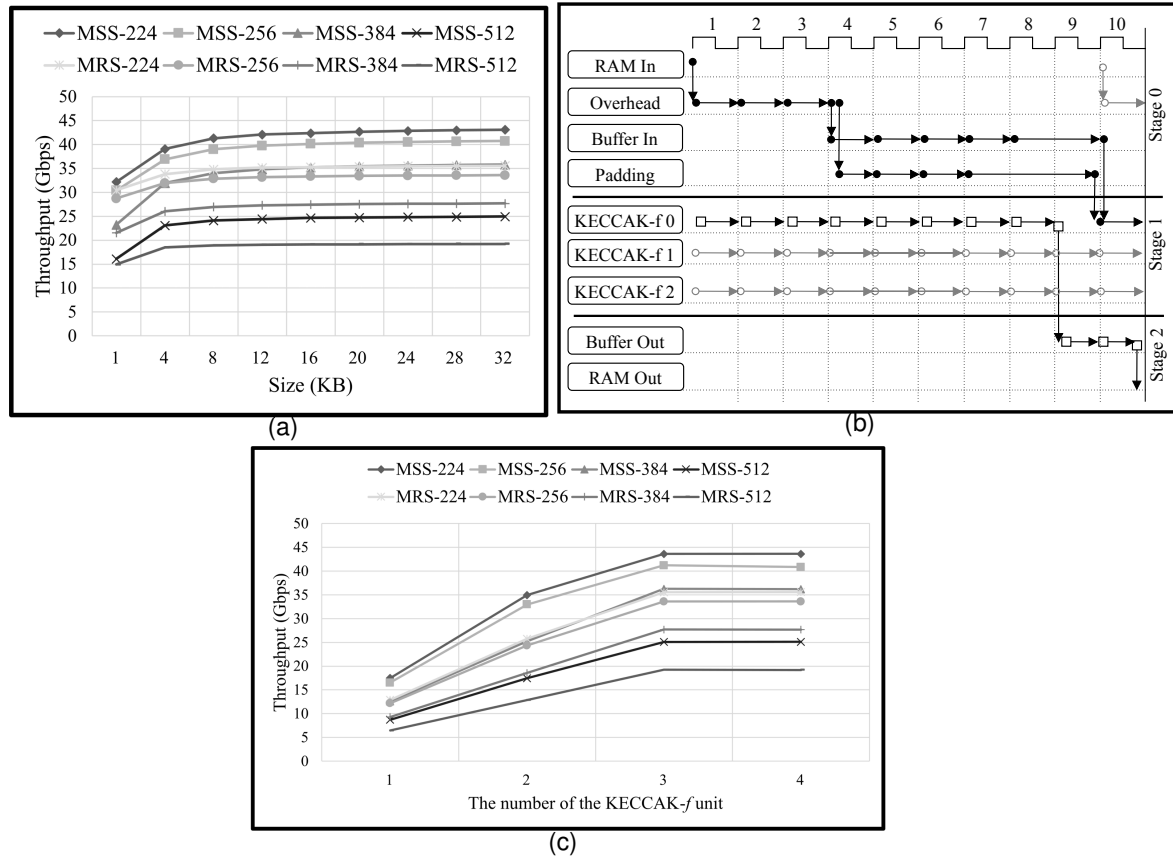 MSS-224 MSS-256 MSS-384 MSS-512
MRS-224 MRS-256 MRS-384 MRS-512
Throughput (Gbps)
50
45
40
35
30
25
20
15
10
5
0
1 4 8 12 16 20 24 28 32
Size (KB)
(a)
1 2 3 4 5 6 7 8 9 10
RAM In
Overhead
Buffer In
Padding
Stage 0
KECCAK-f 0
KECCAK-f 1
KECCAK-f 2
Stage 1
Buffer Out
RAM Out
Stage 2
(b)
MSS-224 MSS-256 MSS-384 MSS-512
MRS-224 MRS-256 MRS-384 MRS-512
Throughput (Gbps)
50
45
40
35
30
25
20
15
10
5
0
1 2 3 4
The number of the KECCAK-f unit
(c)